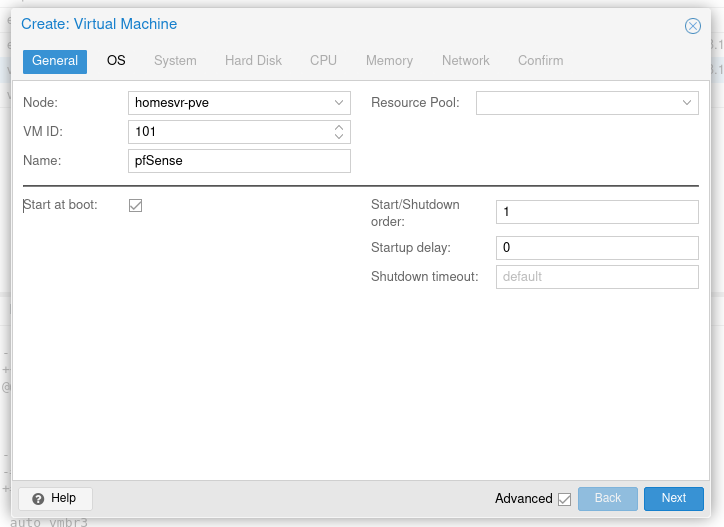 Create: Virtual Machine
General OS System Hard Disk CPU Memory Network Confirm
Node: homesvr-pve Resource Pool:
VM ID: 101
Name: pfSense
Start at boot: Start/Shutdown order: 1
Startup delay: 0
Shutdown timeout: default
Help Advanced Back Next
auto vmbr3